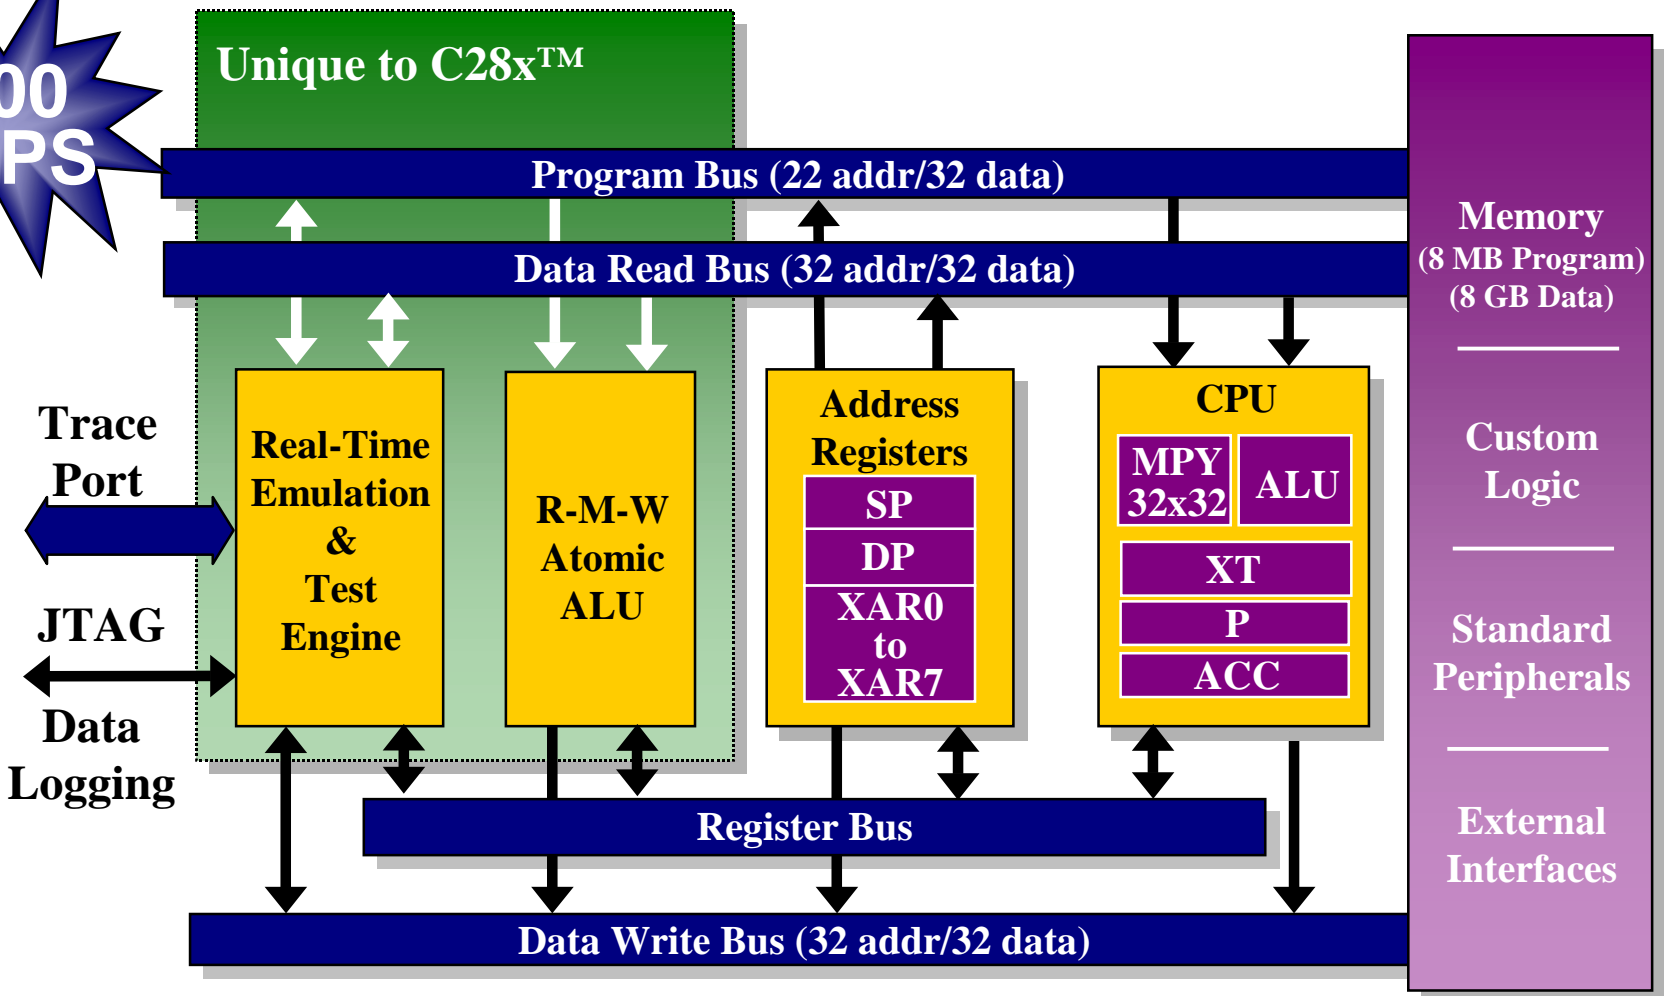 00
PS
Unique to C28x™
Program Bus (22 addr/32 data)
Data Read Bus (32 addr/32 data)
Trace
Port
JTAG
Data
Logging
Real-Time
Emulation
&
Test
Engine
R-M-W
Atomic
ALU
Address
Registers
SP
DP
XAR0
to
XAR7
CPU
MPY
32x32
ALU
XT
P
ACC
Register Bus
Data Write Bus (32 addr/32 data)
Memory
(8 MB Program)
(8 GB Data)
Custom
Logic
Standard
Peripherals
External
Interfaces